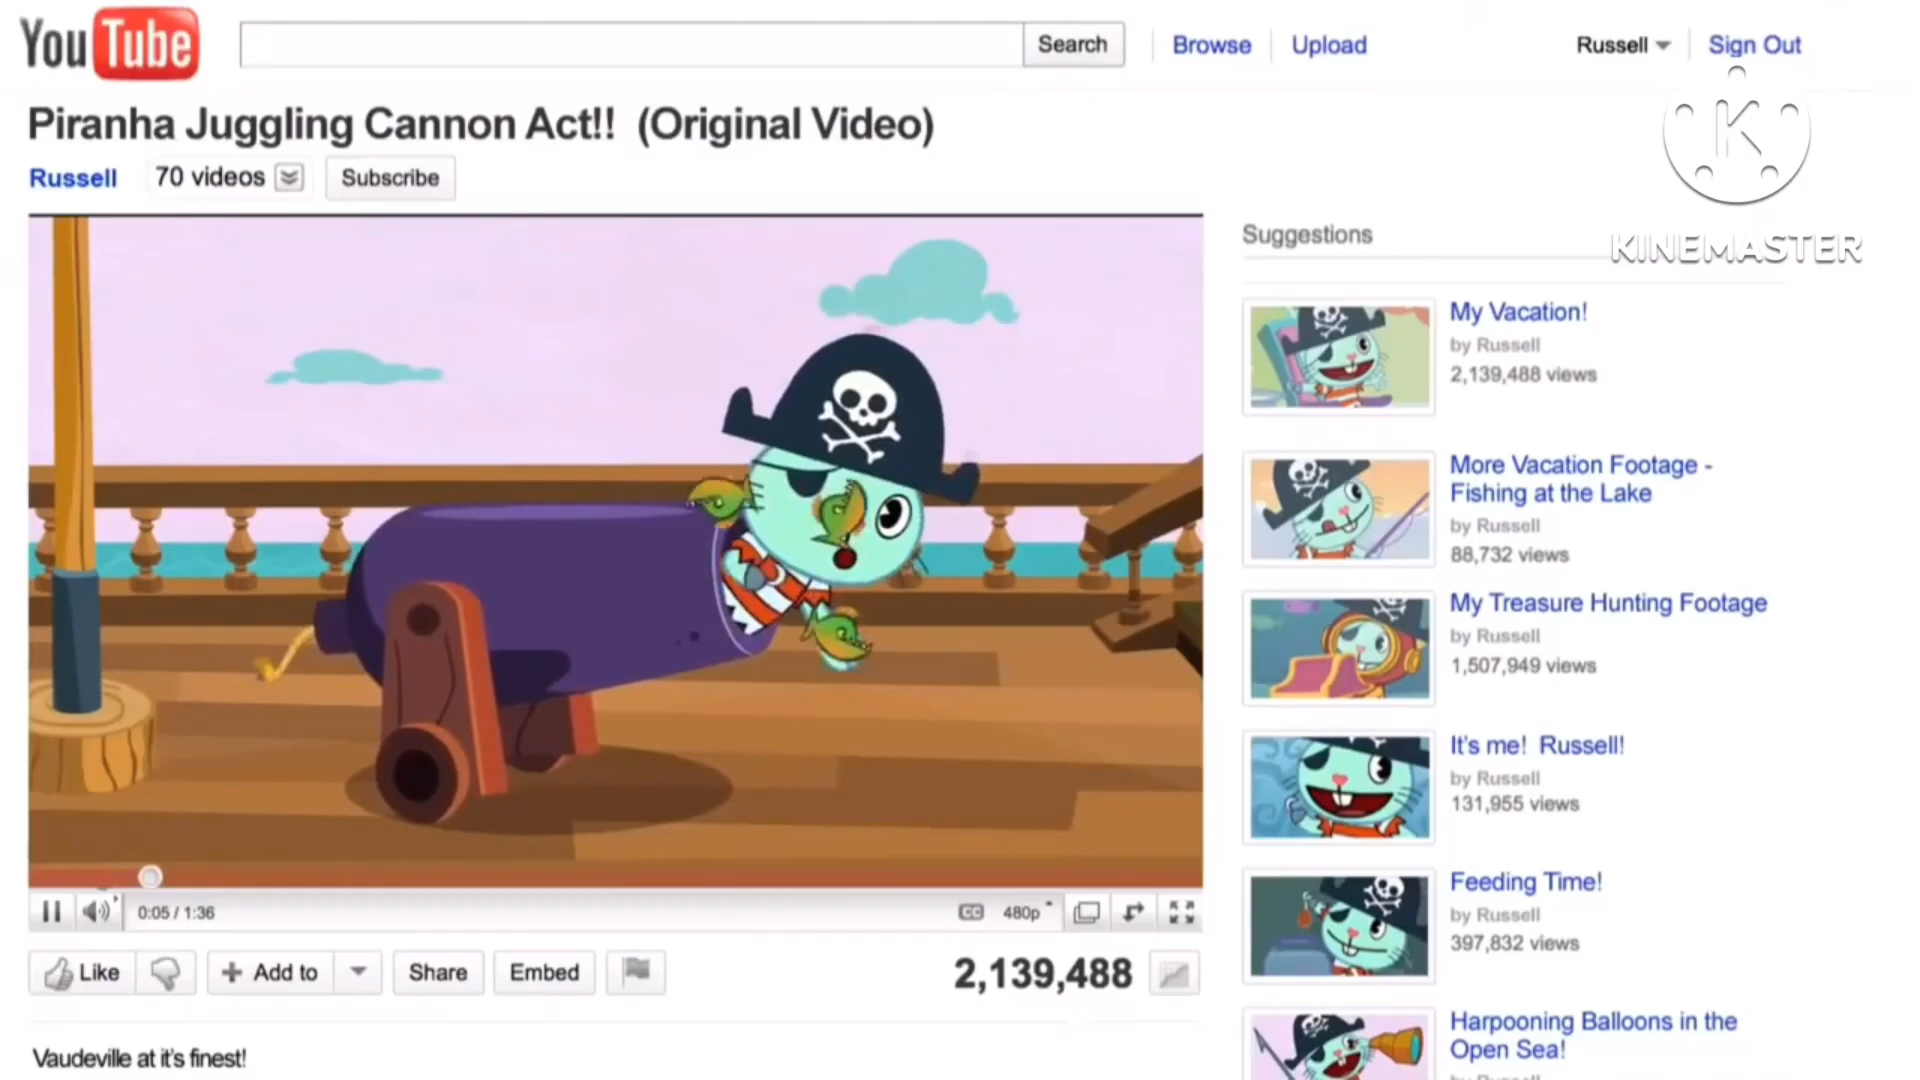 YouTube
Search
Browse
Upload
Russell
Sign Out
Piranha Juggling Cannon Act!! (Original Video)
Russell
70 videos
Subscribe
K
KINEMASTER
Suggestions
My Vacation!
by Russell
2,139,488 views
More Vacation Footage -
Fishing at the Lake
by Russell
88,732 views
My Treasure Hunting Footage
by Russell
1,507,949 views
It's me! Russell!
by Russell
131,955 views
Feeding Time!
by Russell
397,832 views
Harpooning Balloons in the
Open Sea!
by Russell
0:05 / 1:36
CC
480p
Like
+ Add to
Share
Embed
2,139,488
Vaudeville at it's finest!